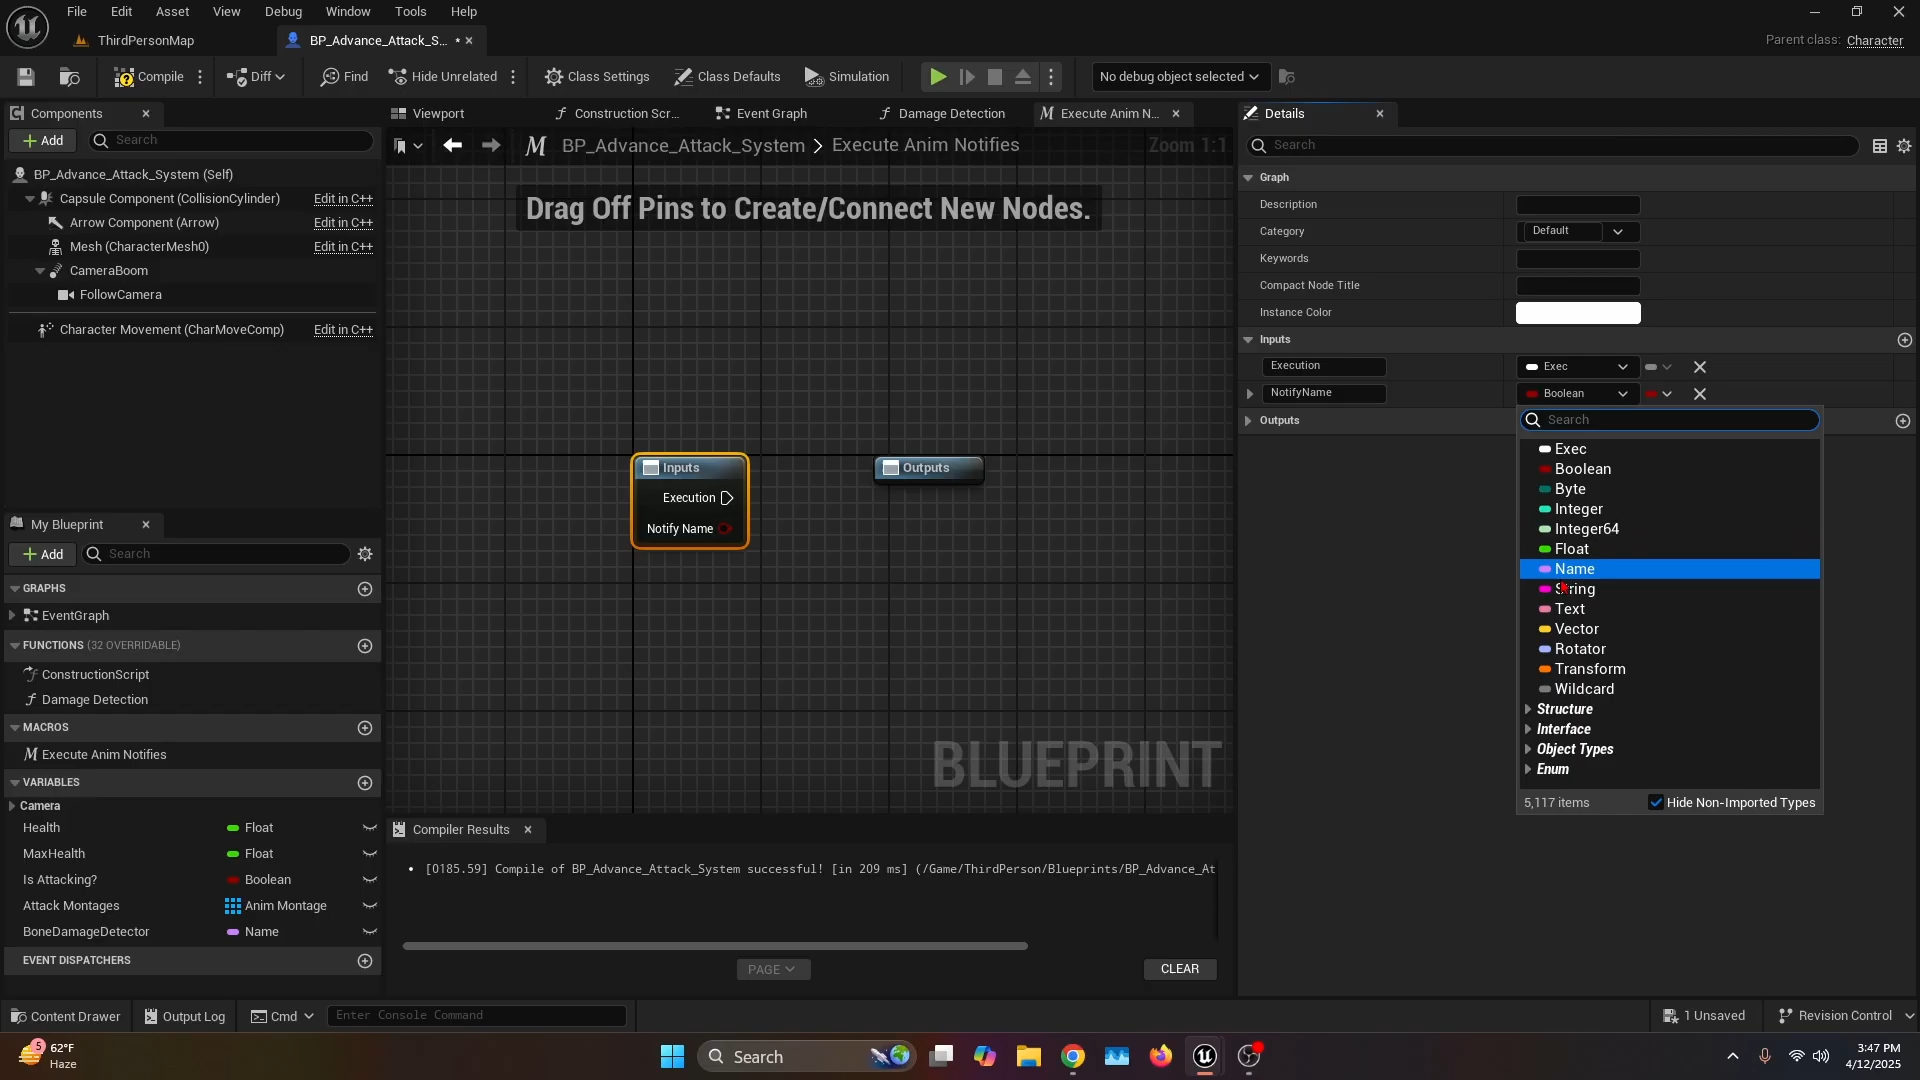 File Edit Asset View Debug Window Tools Help
ThirdPersonMap
BP_Advance_Attack_S... •
Parent class: Character
Compile
Diff
Find
Hide Unrelated
Class Settings
Class Defaults
Simulation
No debug object selected
Components
Add
Search
BP_Advance_Attack_System (Self)
Capsule Component (CollisionCylinder) Edit in C++
Arrow Component (Arrow) Edit in C++
Mesh (CharacterMesh0) Edit in C++
CameraBoom
FollowCamera
Character Movement (CharMoveComp) Edit in C++
My Blueprint
Add
Search
GRAPHS
EventGraph
FUNCTIONS (32 OVERRIDABLE)
ConstructionScript
Damage Detection
MACROS
Execute Anim Notifies
VARIABLES
Camera
Health Float
MaxHealth Float
Is Attacking? Boolean
Attack Montages Anim Montage
BoneDamageDetector Name
EVENT DISPATCHERS
Viewport
Construction Scr...
Event Graph
Damage Detection
Execute Anim N...
BP_Advance_Attack_System > Execute Anim Notifies
Zoom 1:1
Drag Off Pins to Create/Connect New Nodes.
Inputs
Execution
Notify Name
Outputs
BLUEPRINT
Compiler Results
• [0185.59] Compile of BP_Advance_Attack_System successful! [in 209 ms] (/Game/ThirdPerson/Blueprints/BP_Advance_At
PAGE
CLEAR
Details
Search
Graph
Description
Category Default
Keywords
Compact Node Title
Instance Color
Inputs
Execution Exec
NotifyName Boolean
Outputs
Search
Exec
Boolean
Byte
Integer
Integer64
Float
Name
String
Text
Vector
Rotator
Transform
Wildcard
Structure
Interface
Object Types
Enum
5,117 items
Hide Non-Imported Types
Content Drawer
Output Log
Cmd
Enter Console Command
1 Unsaved
Revision Control
5
62°F
Haze
Search
3:47 PM
4/12/2025